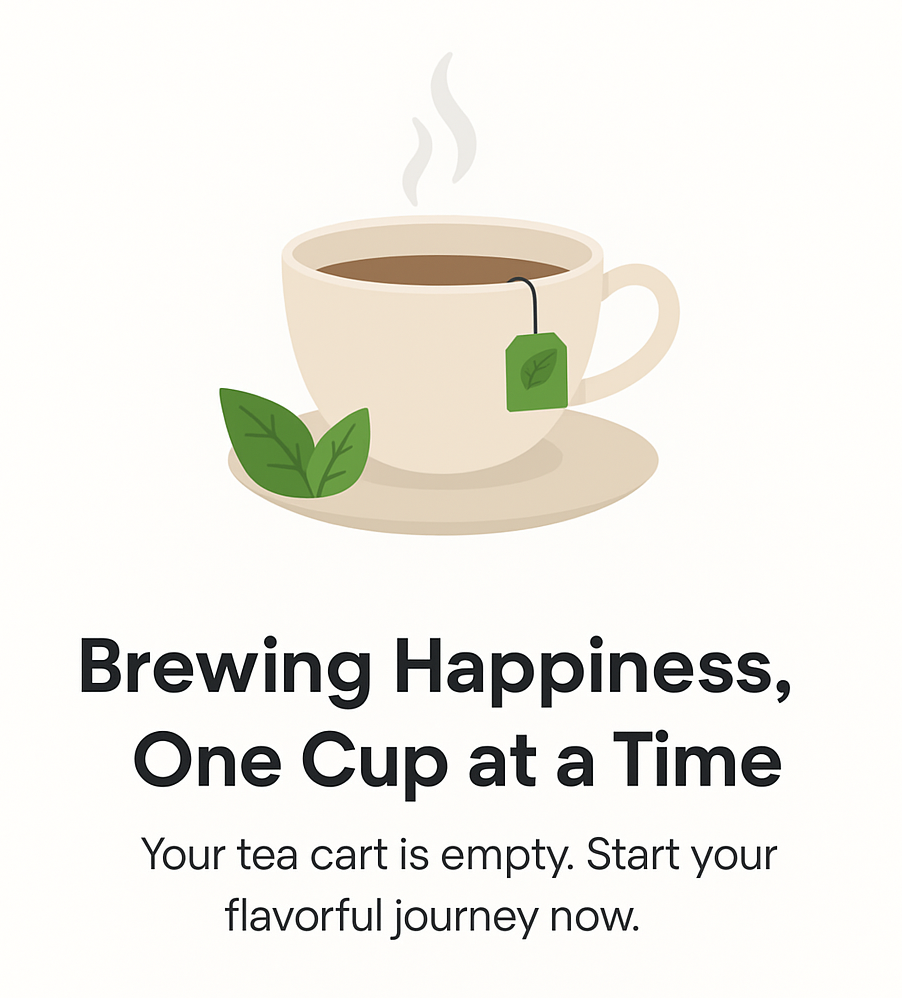 Brewing Happiness,
One Cup at a Time
Your tea cart is empty. Start your
flavorful journey now.